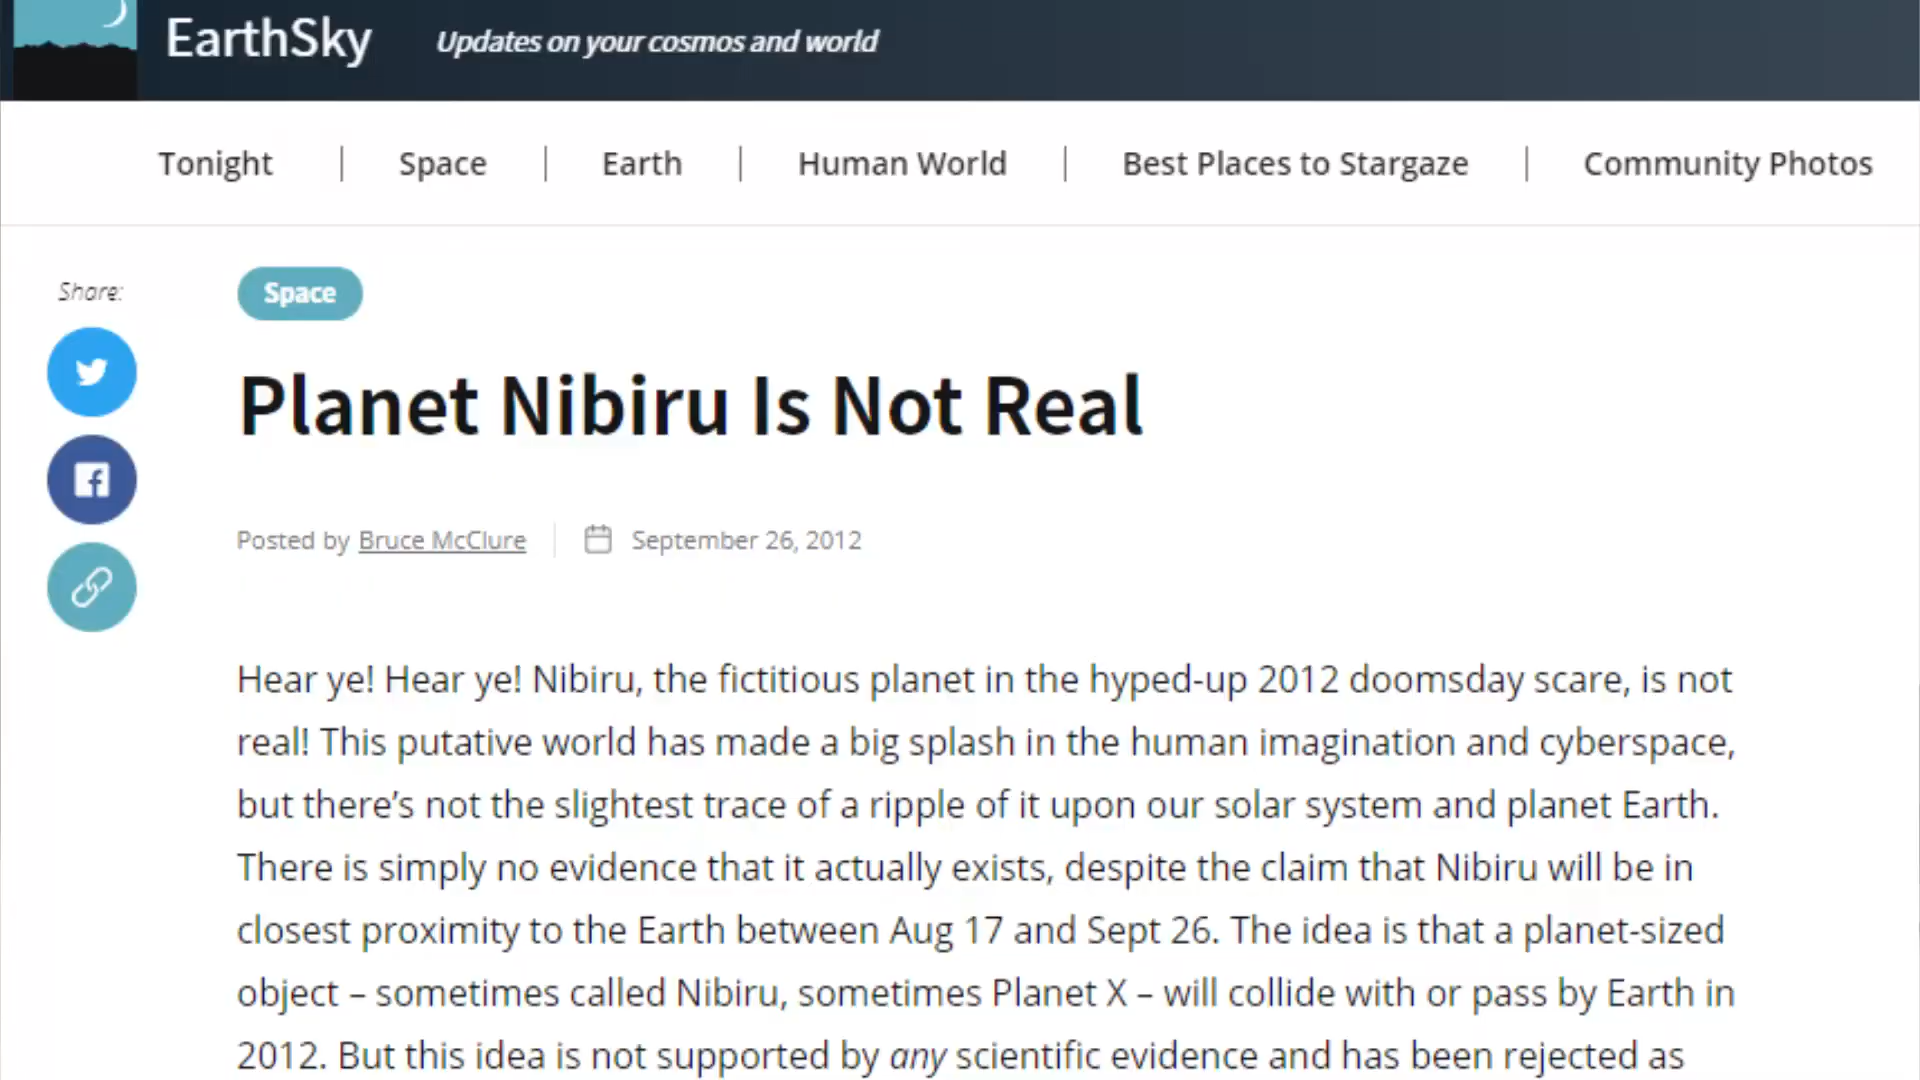 EarthSky
Updates on your cosmos and world
Tonight | Space | Earth | Human World | Best Places to Stargaze | Community Photos
Share:
Space
Planet Nibiru Is Not Real
Posted by Bruce McClure
September 26, 2012
Hear ye! Hear ye! Nibiru, the fictitious planet in the hyped-up 2012 doomsday scare, is not
real! This putative world has made a big splash in the human imagination and cyberspace,
but there’s not the slightest trace of a ripple of it upon our solar system and planet Earth.
There is simply no evidence that it actually exists, despite the claim that Nibiru will be in
closest proximity to the Earth between Aug 17 and Sept 26. The idea is that a planet-sized
object – sometimes called Nibiru, sometimes Planet X – will collide with or pass by Earth in
2012. But this idea is not supported by any scientific evidence and has been rejected as